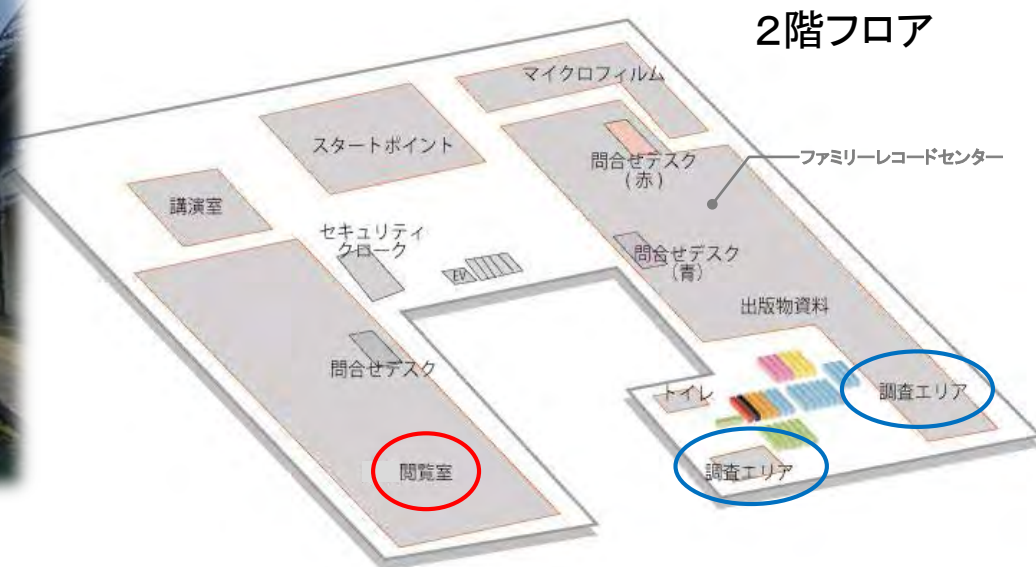 ２階フロア
マイクロフィルム
スタートポイント
問合せデスク
（赤）
ファミリーレコードセンター
講演室
セキュリティ
クローク
EV
問合せデスク
（青）
出版物資料
問合せデスク
トイレ
調査エリア
閲覧室
調査エリア